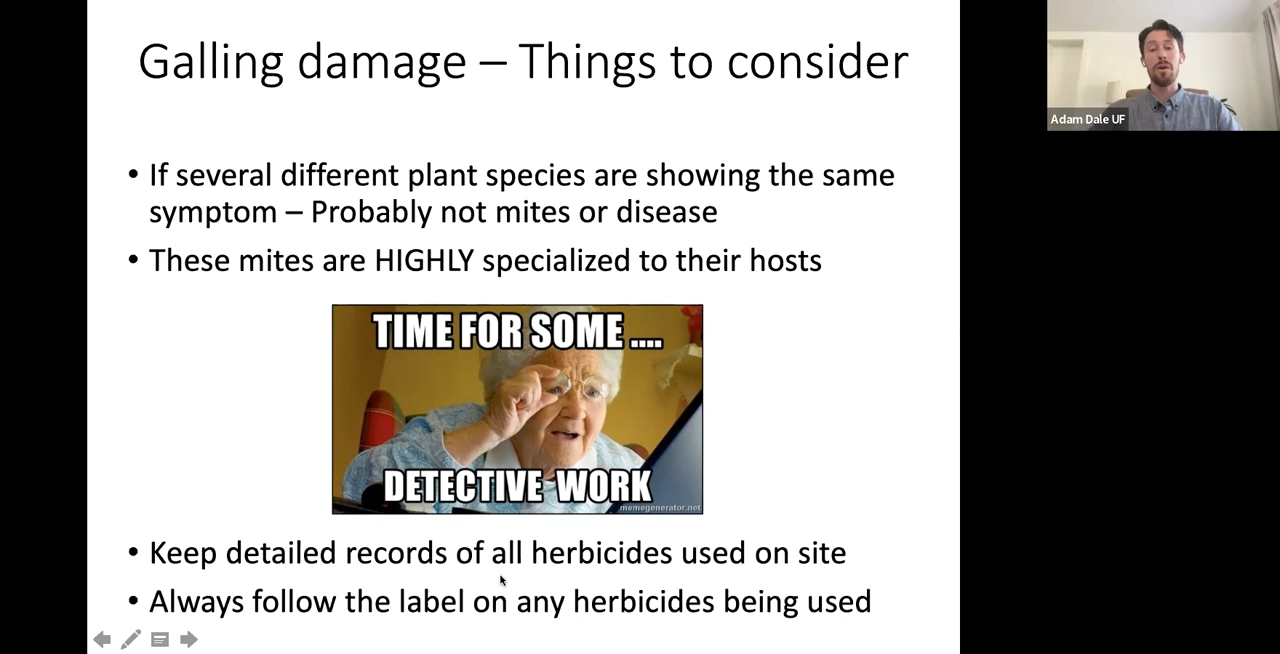 Galling damage – Things to consider
• If several different plant species are showing the same
symptom – Probably not mites or disease
• These mites are HIGHLY specialized to their hosts
TIME FOR SOME ....
DETECTIVE WORK
memegenerator.net
• Keep detailed records of all herbicides used on site
• Always follow the label on any herbicides being used
Adam Dale UF